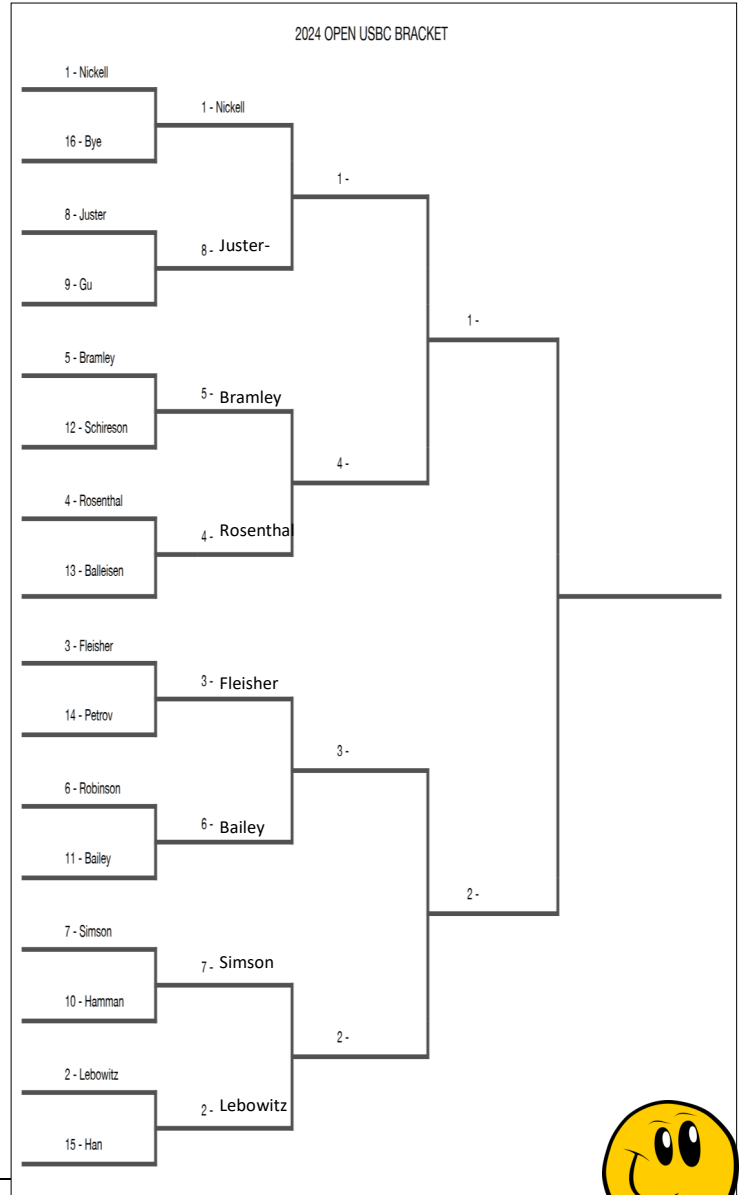 2024 OPEN USBC BRACKET
1 - Nickell
1 - Nickell
16 - Bye
1 -
8 - Juster
8 - Juster-
9 - Gu
1 -
5 - Bramley
5 - Bramley
12 - Schireson
4 -
4 - Rosenthal
4 - Rosenthal
13 - Balleisen
3 - Fleisher
3 - Fleisher
14 - Petrov
3 -
6 - Robinson
6 - Bailey
11 - Bailey
2 -
7 - Simson
7 - Simson
10 - Hamman
2 -
2 - Lebowitz
2 - Lebowitz
15 - Han